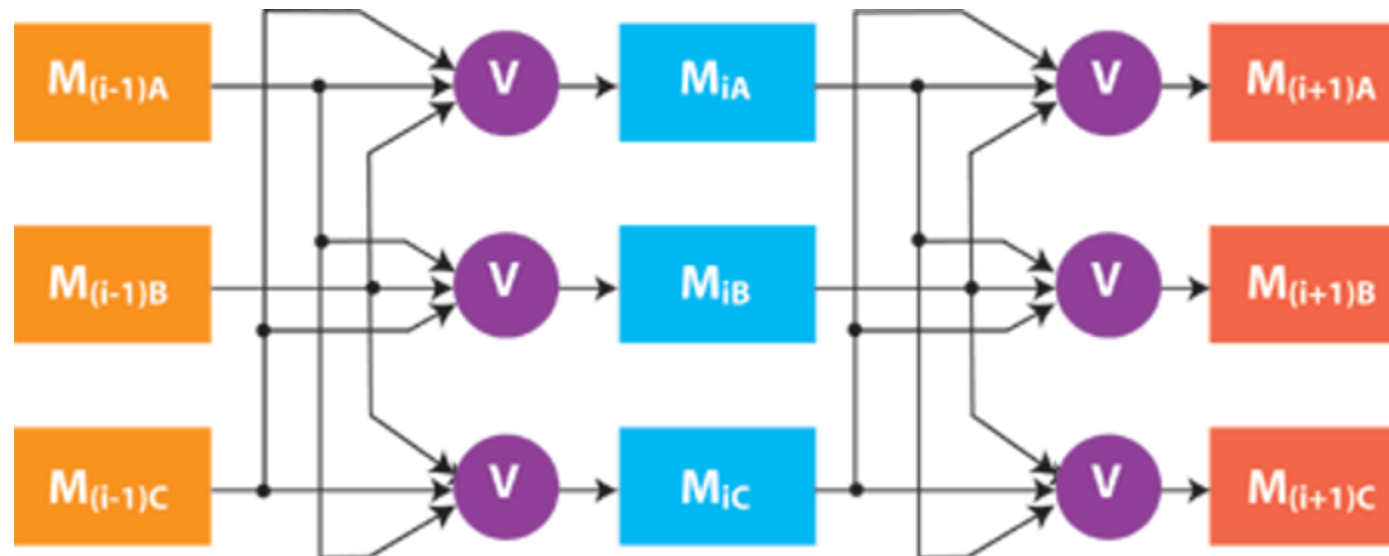 M(i-1)A V MiA V M(i+1)A
M(i-1)B V MiB V M(i+1)B
M(i-1)C V MiC V M(i+1)C